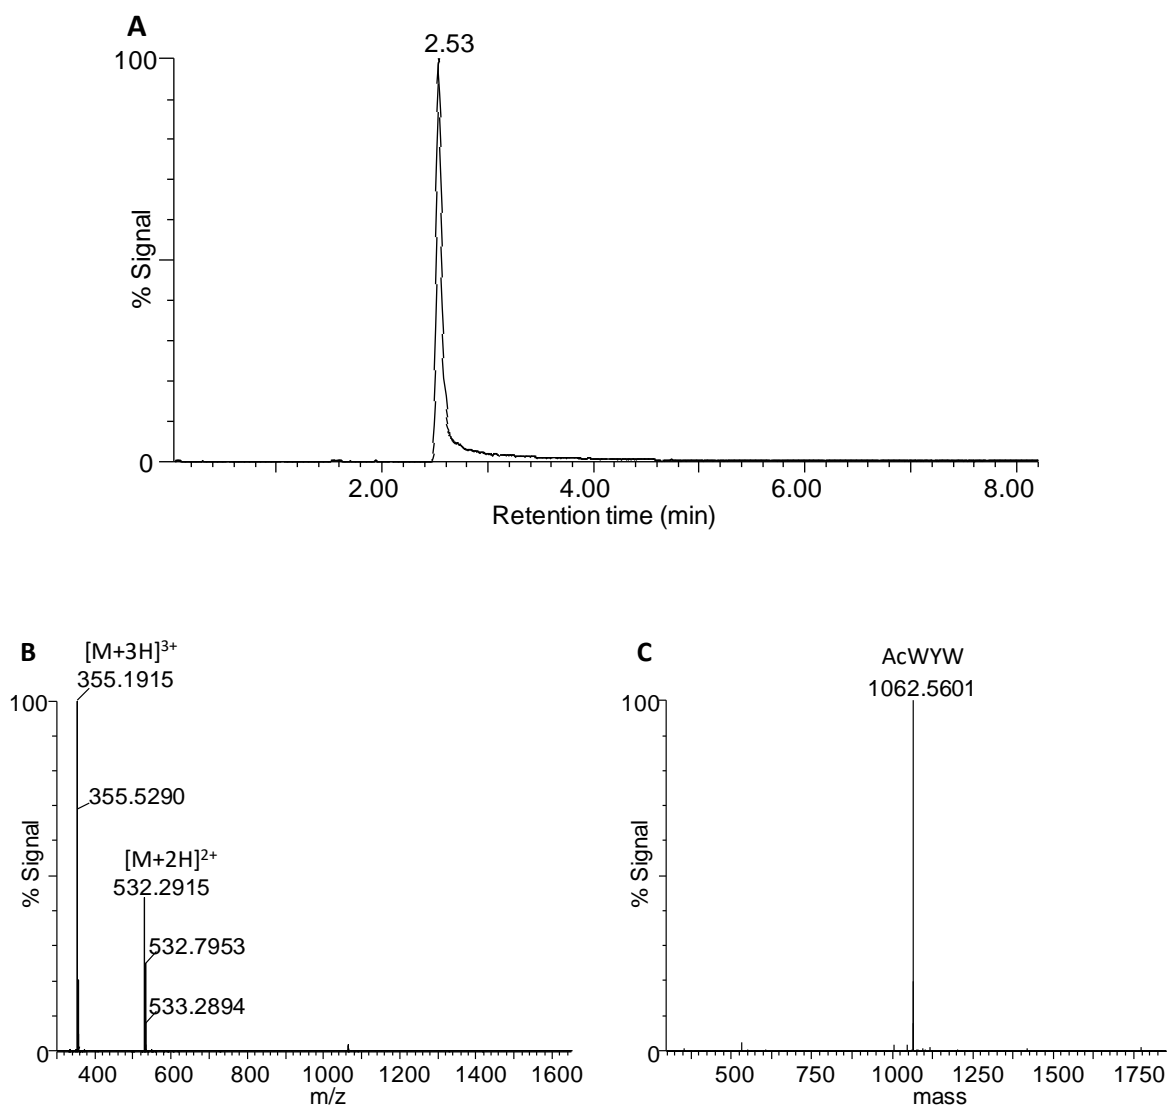 A
2.53
100
% Signal
0
2.00 4.00 6.00 8.00
Retention time (min)
B
[M+3H]3+
355.1915
100
355.5290
[M+2H]2+
532.2915
532.7953
533.2894
% Signal
0
400 600 800 1000 1200 1400 1600
m/z
C
AcWYW
1062.5601
100
% Signal
0
500 750 1000 1250 1500 1750
mass